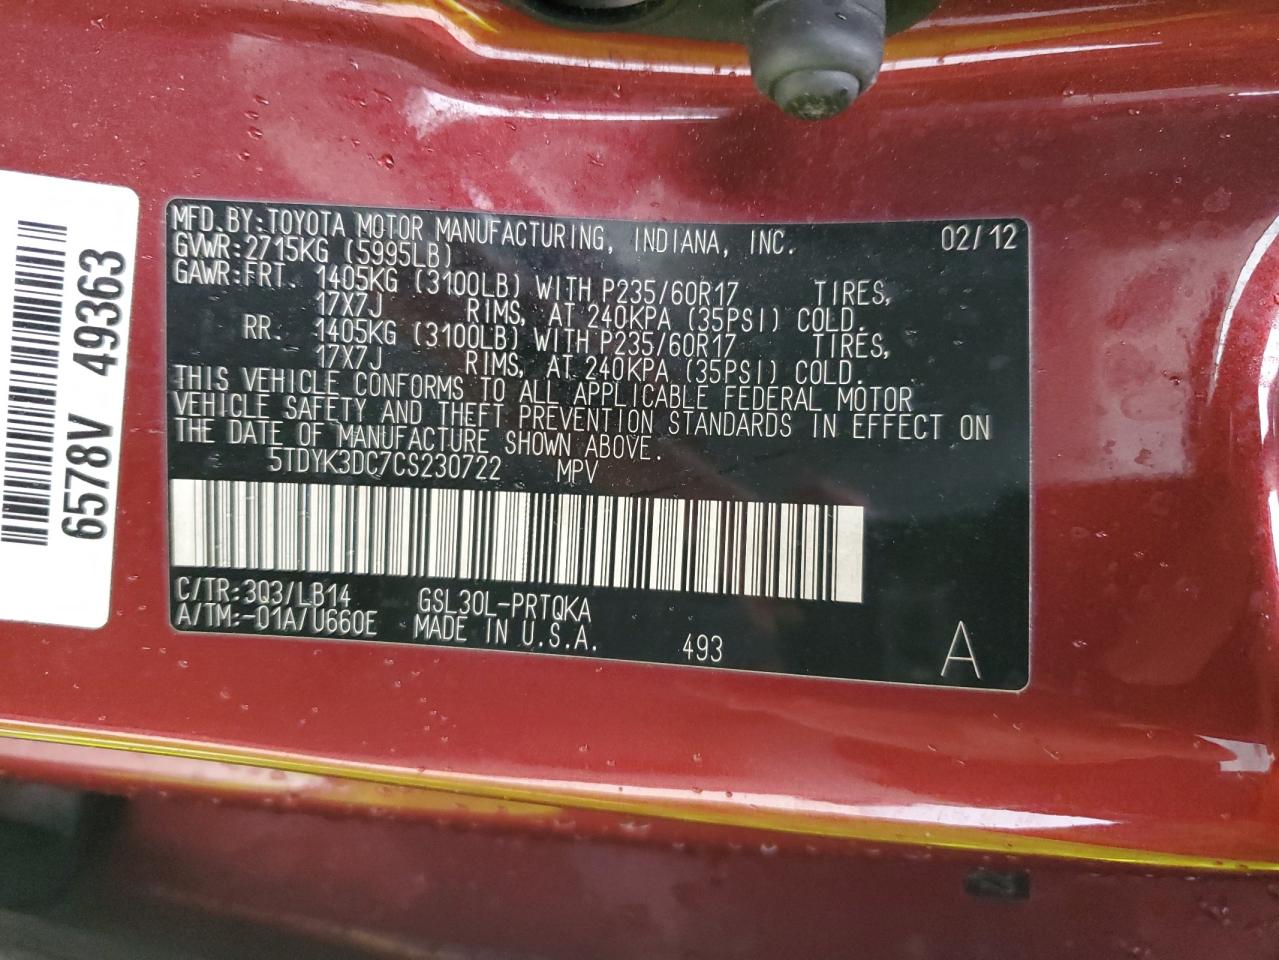 MFD.BY:TOYOTA MOTOR MANUFACTURING, INDIANA, INC. 02/12
GVWR:2715KG (5995LB)
GAWR:FRT. 1405KG (3100LB) WITH P235/60R17 TIRES,
17X7J RIMS, AT 240KPA (35PSI) COLD.
RR. 1405KG (3100LB) WITH P235/60R17 TIRES,
17X7J RIMS, AT 240KPA (35PSI) COLD.
THIS VEHICLE CONFORMS TO ALL APPLICABLE FEDERAL MOTOR
VEHICLE SAFETY AND THEFT PREVENTION STANDARDS IN EFFECT ON
THE DATE OF MANUFACTURE SHOWN ABOVE.
5TDYK3DC7CS230722 MPV
C/TR:3Q3/LB14 GSL30L-PRTQKA
A/TM:-01A/U660E MADE IN U.S.A. 493 A
6578V 49363